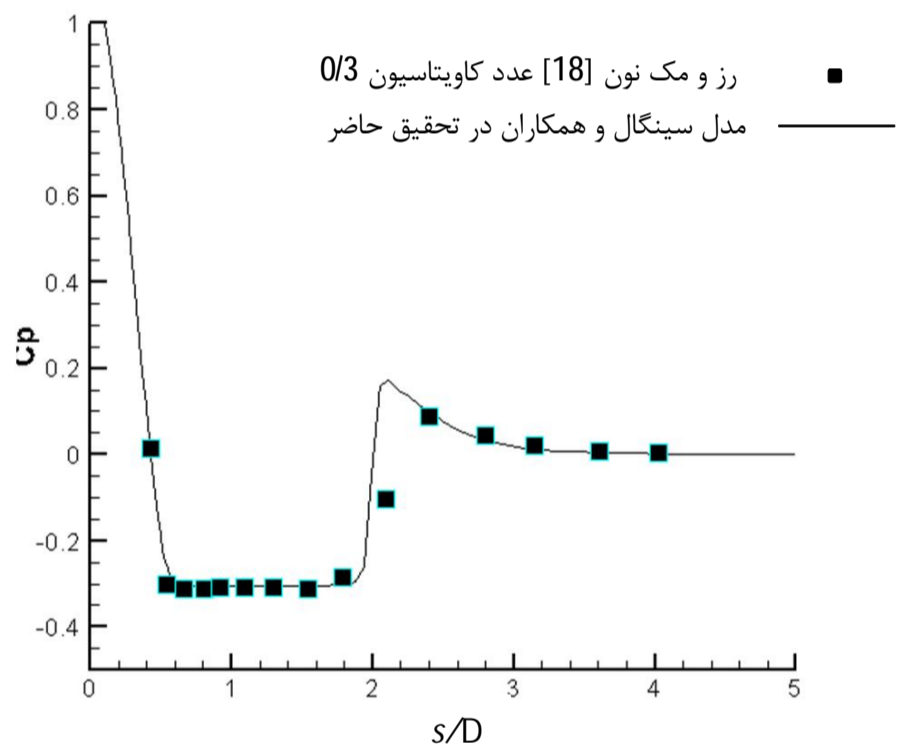 رز و مک نون [18] عدد کاویتاسیون 0/3
مدل سینگال و همکاران در تحقیق حاضر
Cp
1
0.8
0.6
0.4
0.2
0
-0.2
-0.4
0 1 2 3 4 5
s/D